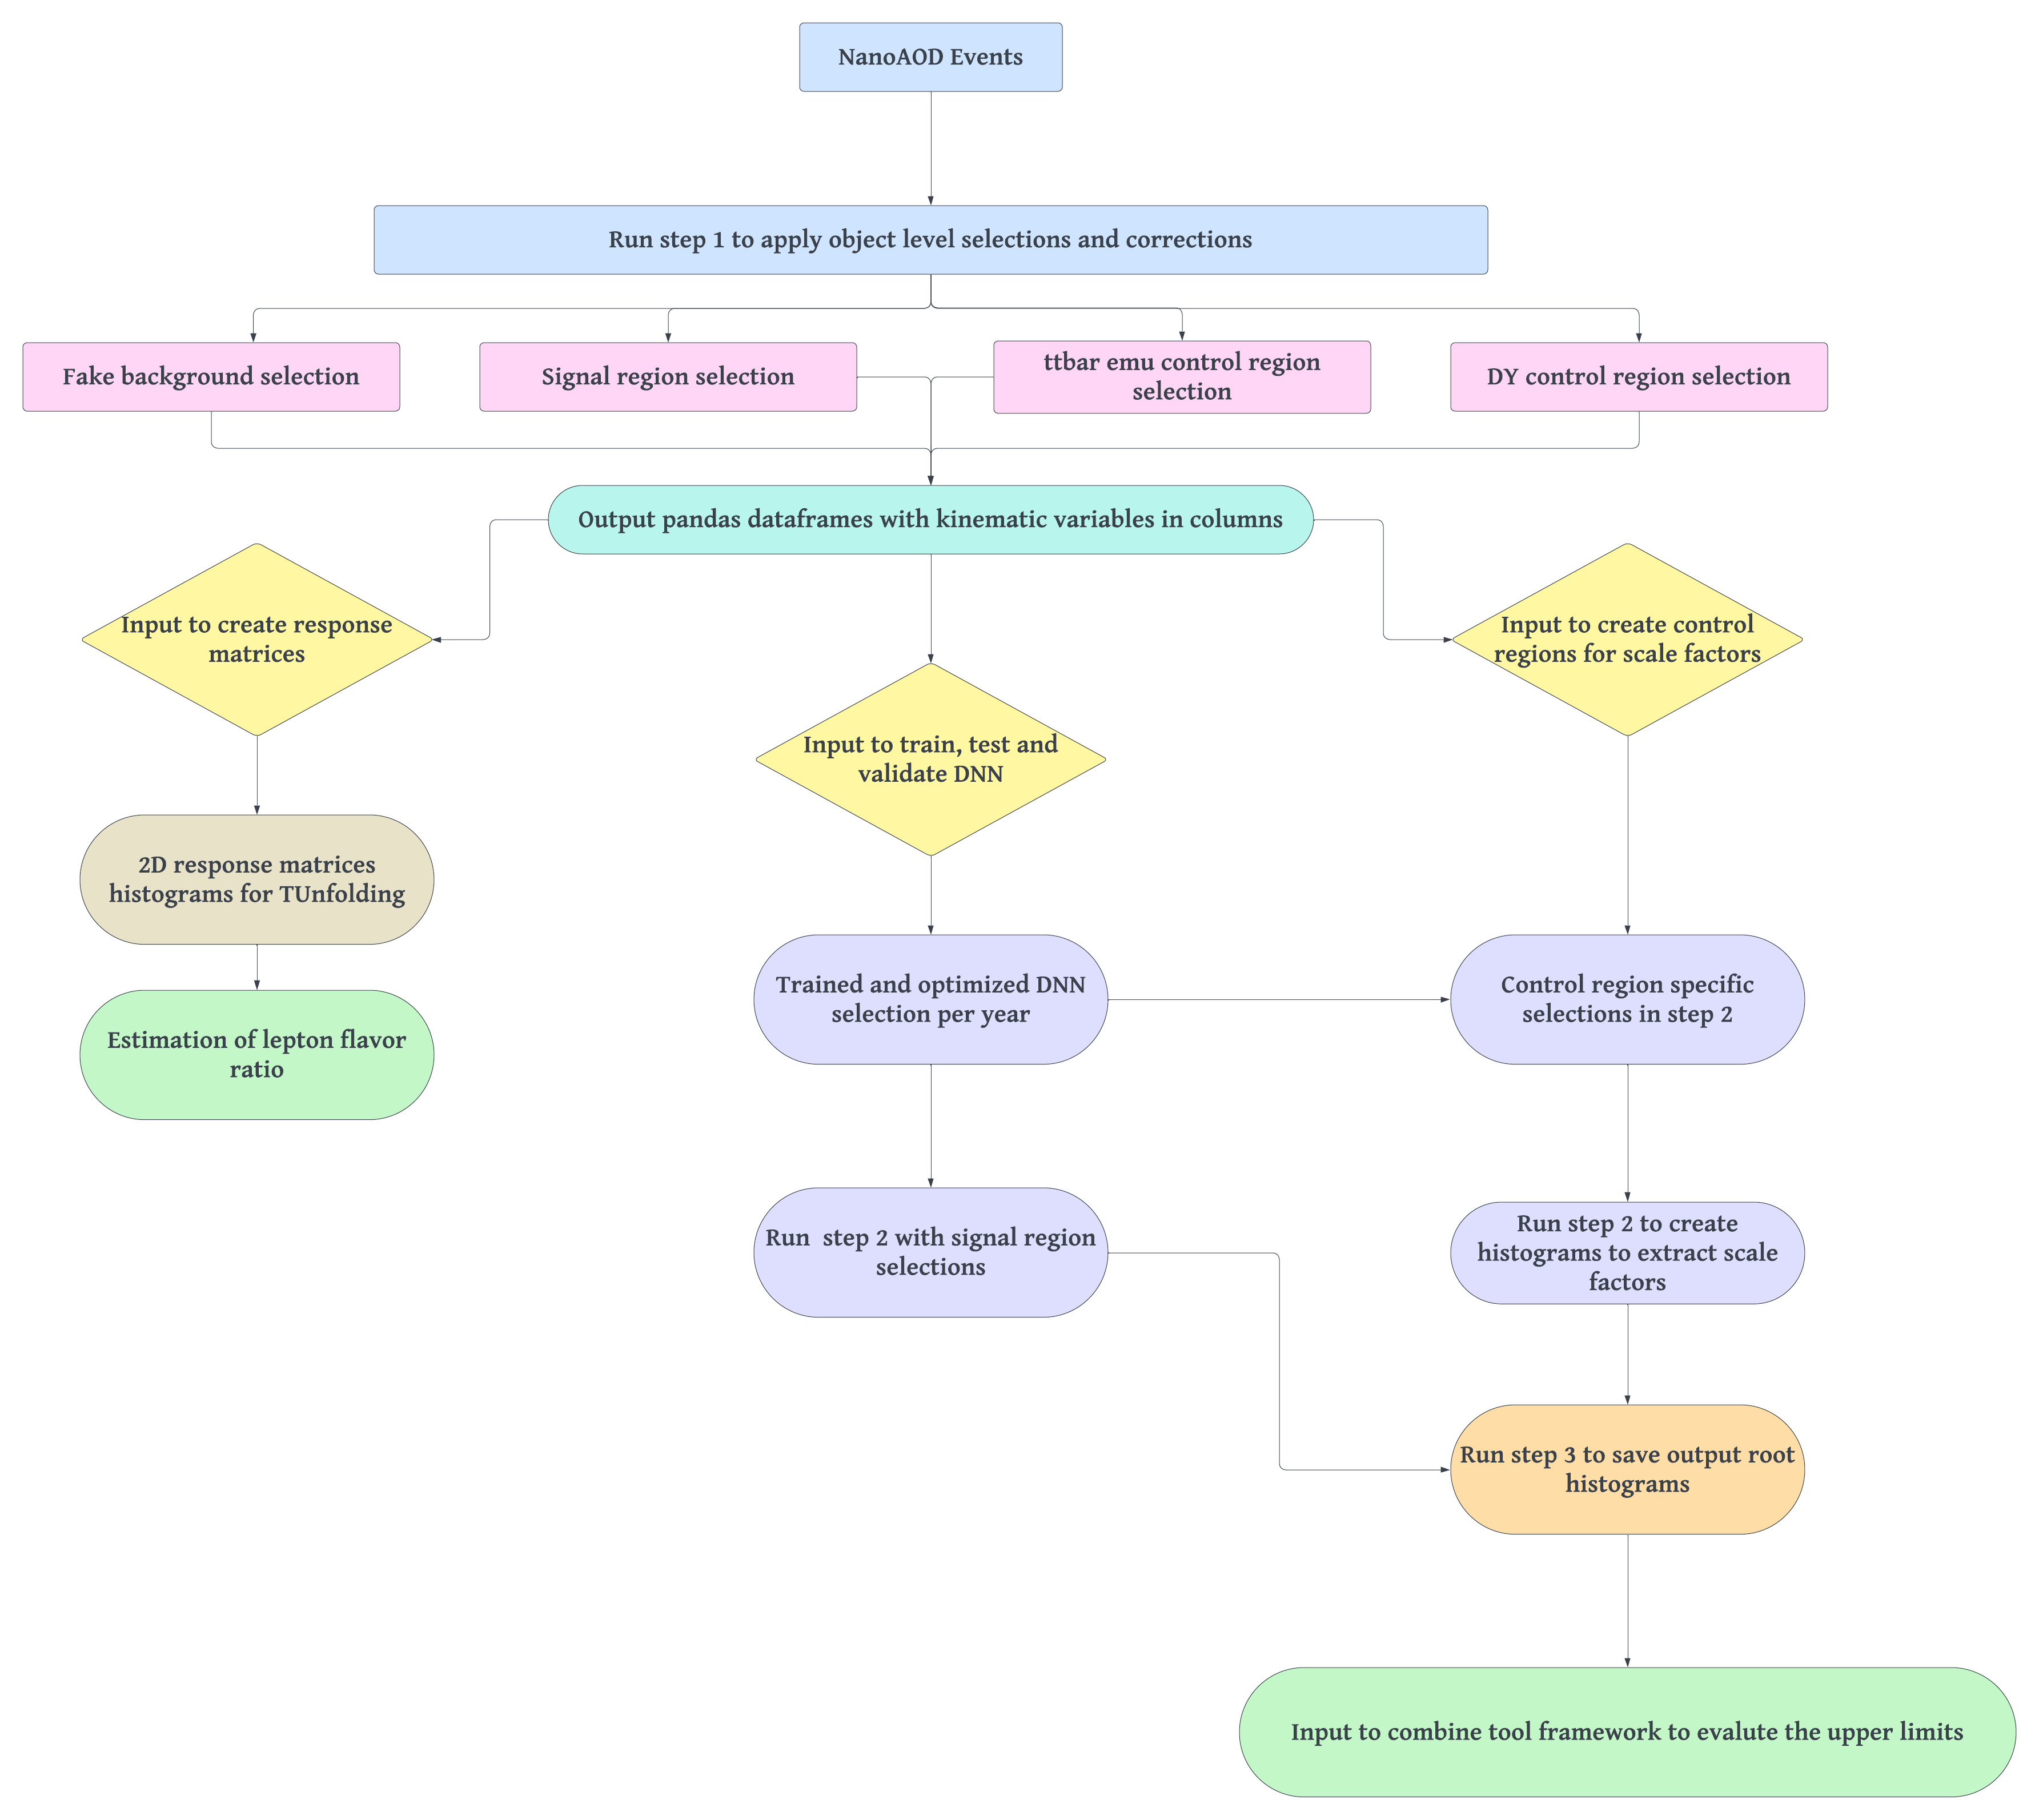 NanoAOD Events
Run step 1 to apply object level selections and corrections
Fake background selection
Signal region selection
ttbar emu control region
selection
DY control region selection
Output pandas dataframes with kinematic variables in columns
Input to create response
matrices
Input to create control
regions for scale factors
Input to train, test and
validate DNN
2D response matrices
histograms for TUnfolding
Trained and optimized DNN
selection per year
Control region specific
selections in step 2
Estimation of lepton flavor
ratio
Run  step 2 with signal region
selections
Run step 2 to create
histograms to extract scale
factors
Run step 3 to save output root
histograms
Input to combine tool framework to evalute the upper limits